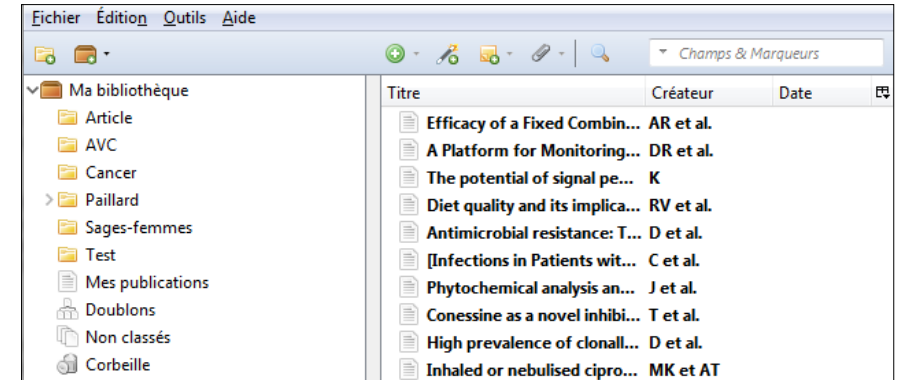 Fichier Édition Outils Aide
Champs & Marqueurs
Ma bibliothèque
Article
AVC
Cancer
Paillard
Sages-femmes
Test
Mes publications
Doublons
Non classés
Corbeille
Titre Créateur Date
Efficacy of a Fixed Combin... AR et al.
A Platform for Monitoring... DR et al.
The potential of signal pe... K
Diet quality and its implica... RV et al.
Antimicrobial resistance: T... D et al.
[Infections in Patients wit... C et al.
Phytochemical analysis an... J et al.
Conessine as a novel inhibi... T et al.
High prevalence of clonall... D et al.
Inhaled or nebulised cipro... MK et AT